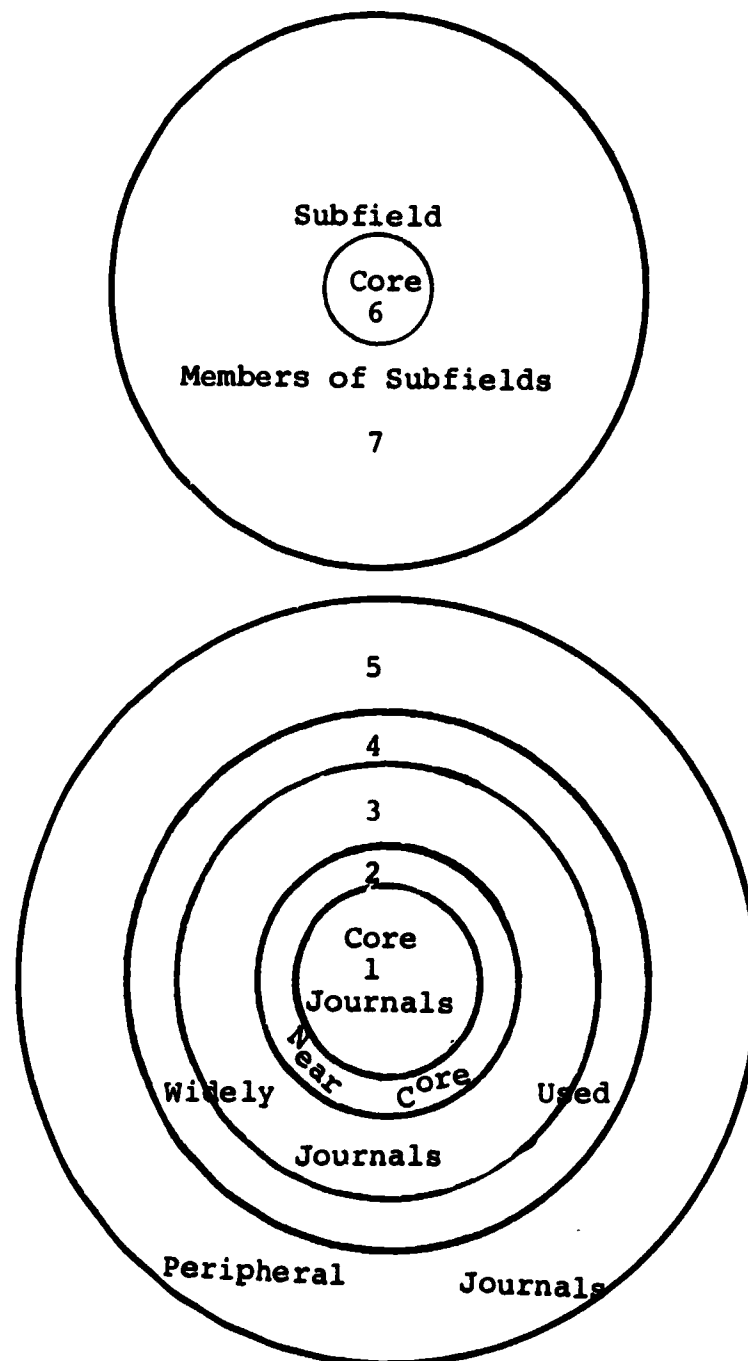 Subfield
Core
6
Members of Subfields
7
5
4
3
2
Core
1
Journals
Near Core
Widely Used
Journals
Peripheral Journals